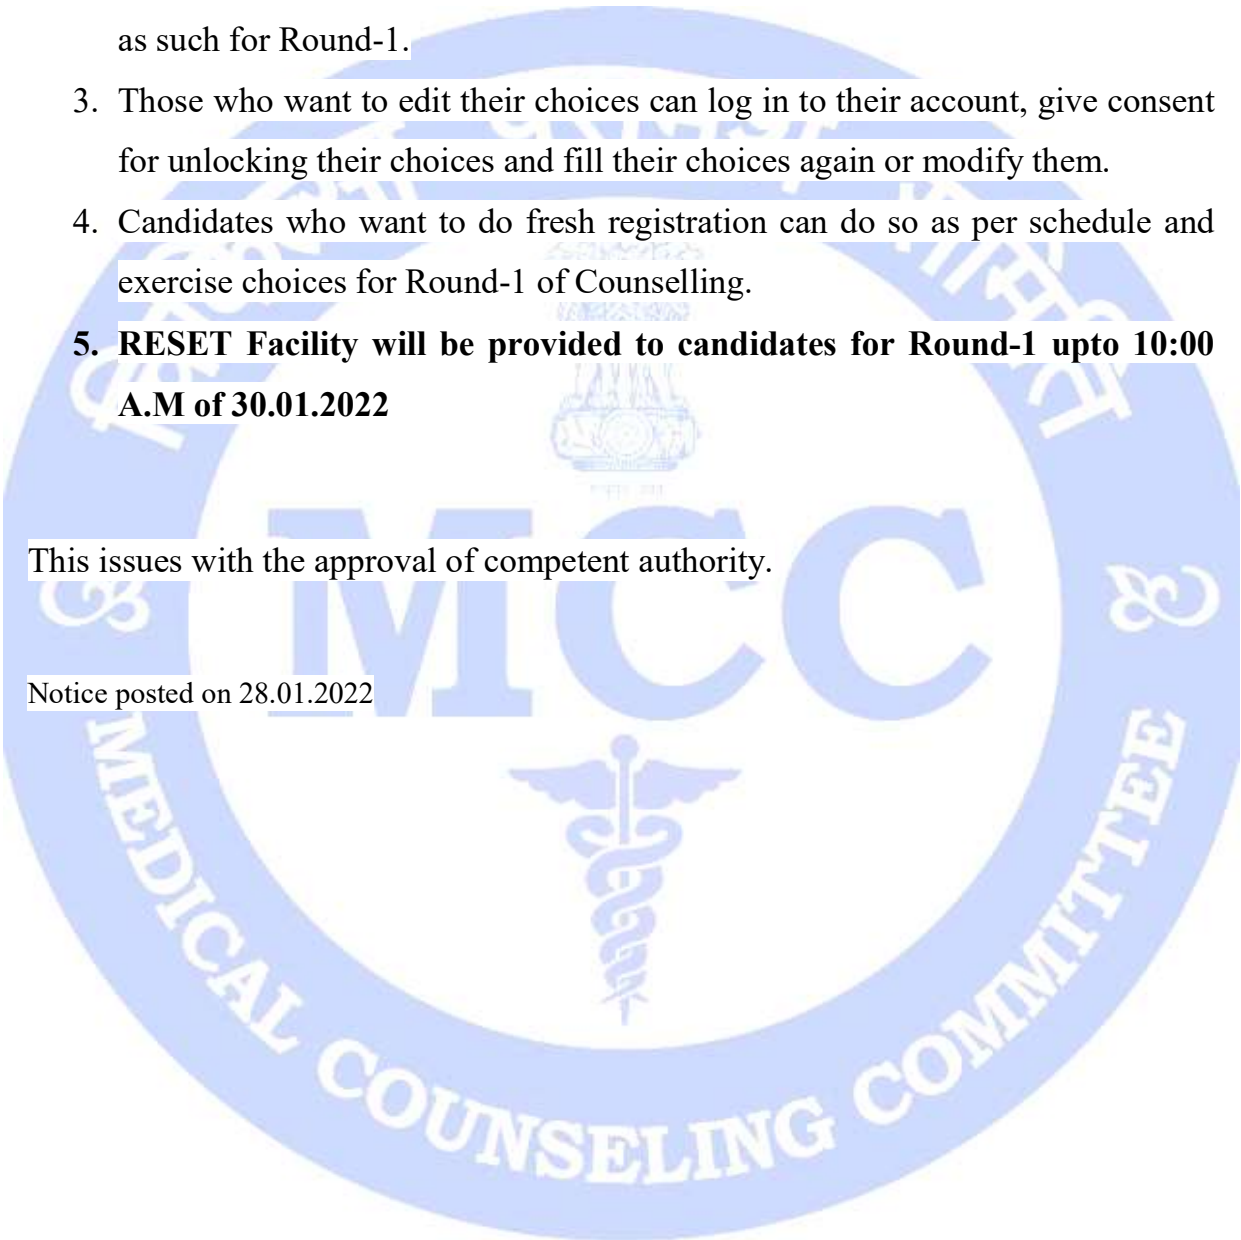 as such for Round-1.
3. Those who want to edit their choices can log in to their account, give consent
for unlocking their choices and fill their choices again or modify them.
4. Candidates who want to do fresh registration can do so as per schedule and
exercise choices for Round-1 of Counselling.
5. RESET Facility will be provided to candidates for Round-1 upto 10:00
A.M of 30.01.2022
This issues with the approval of competent authority.
Notice posted on 28.01.2022
MCC
MEDICAL COUNSELING COMMITTEE